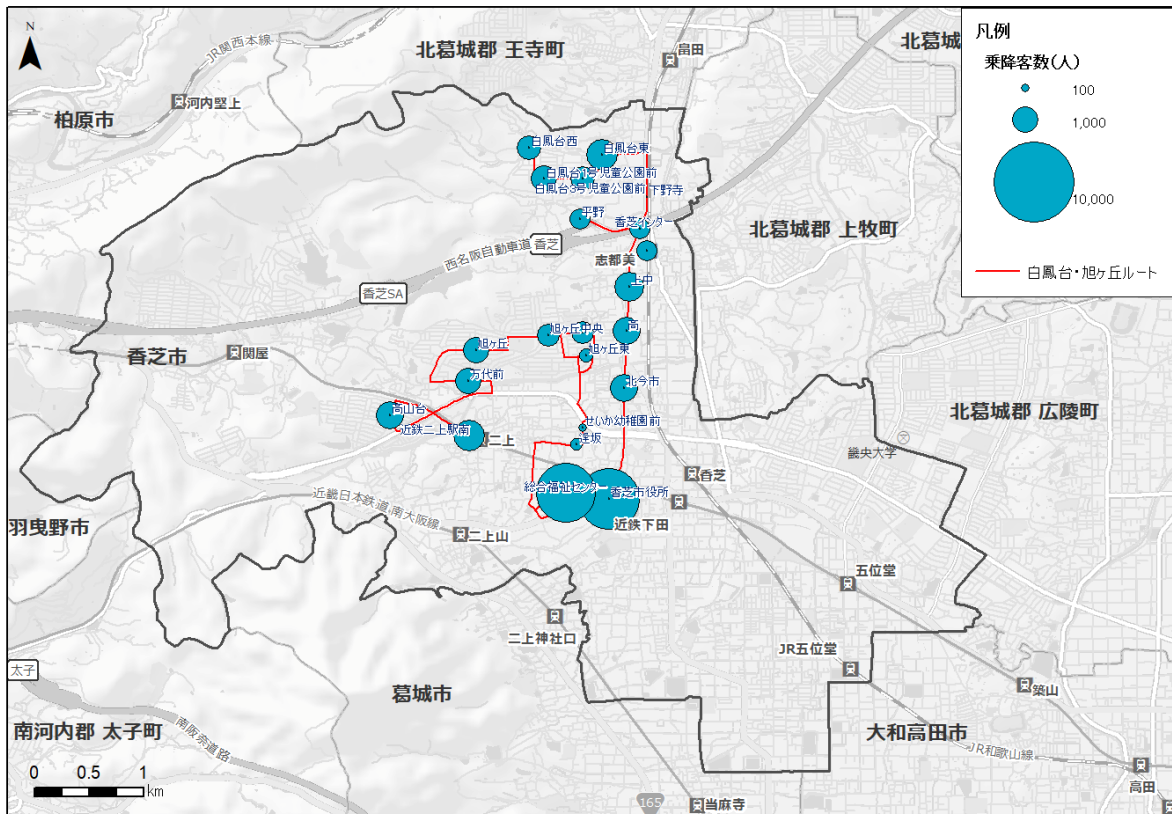 N
北葛城郡 王寺町
畠田
北葛城
JR関西本線
河内堅上
柏原市
凡例
乗降客数(人)
100
1,000
10,000
白鳳台・旭ヶ丘ルート
白鳳台西
白鳳台東
白鳳台1号児童公園前
白鳳台3号児童公園前
下野寺
平野
香芝インター
北葛城郡 上牧町
西名阪自動車道
香芝
志都美
香芝SA
上中
高
旭ヶ丘中央
旭ヶ丘
旭ヶ丘東
香芝市
関屋
万代前
北今市
高山台
近鉄二上駅南
二上
せいか幼稚園前
逢坂
北葛城郡 広陵町
畿央大学
香芝
総合福祉センター
香芝市役所
近鉄下田
近畿日本鉄道南大阪線
羽曳野市
二上山
五位堂
二上神社口
JR五位堂
太子
葛城市
築山
南河内郡 太子町
南阪奈道路
大和高田市
JR和歌山線
高田
0 0.5 1
km
165
当麻寺